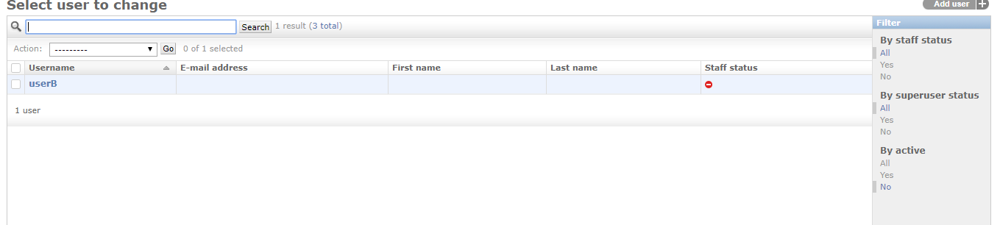 Select user to change
Add user +
Search 1 result (3 total)
Action: --------- Go 0 of 1 selected
Username E-mail address First name Last name Staff status
userB
1 user
Filter
By staff status
All
Yes
No
By superuser status
All
Yes
No
By active
All
Yes
No